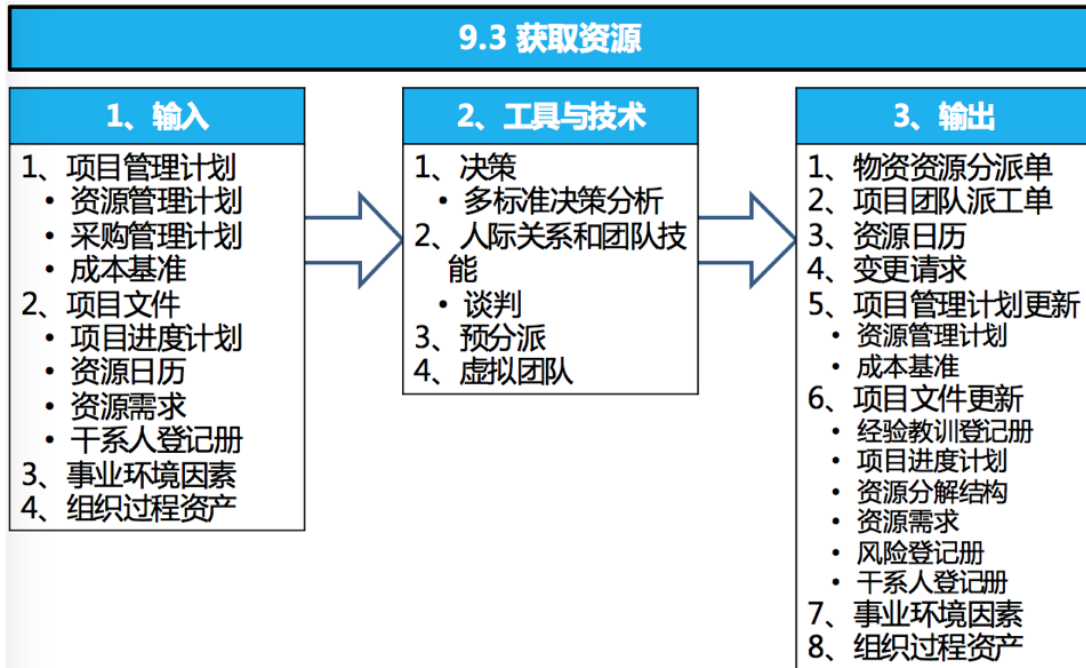 9.3 获取资源
1、输入
1、项目管理计划
• 资源管理计划
• 采购管理计划
• 成本基准
2、项目文件
• 项目进度计划
• 资源日历
• 资源需求
• 干系人登记册
3、事业环境因素
4、组织过程资产
2、工具与技术
1、决策
• 多标准决策分析
2、人际关系和团队技
能
• 谈判
3、预分派
4、虚拟团队
3、输出
1、物资资源分派单
2、项目团队派工单
3、资源日历
4、变更请求
5、项目管理计划更新
• 资源管理计划
• 成本基准
6、项目文件更新
• 经验教训登记册
• 项目进度计划
• 资源分解结构
• 资源需求
• 风险登记册
• 干系人登记册
7、事业环境因素
8、组织过程资产